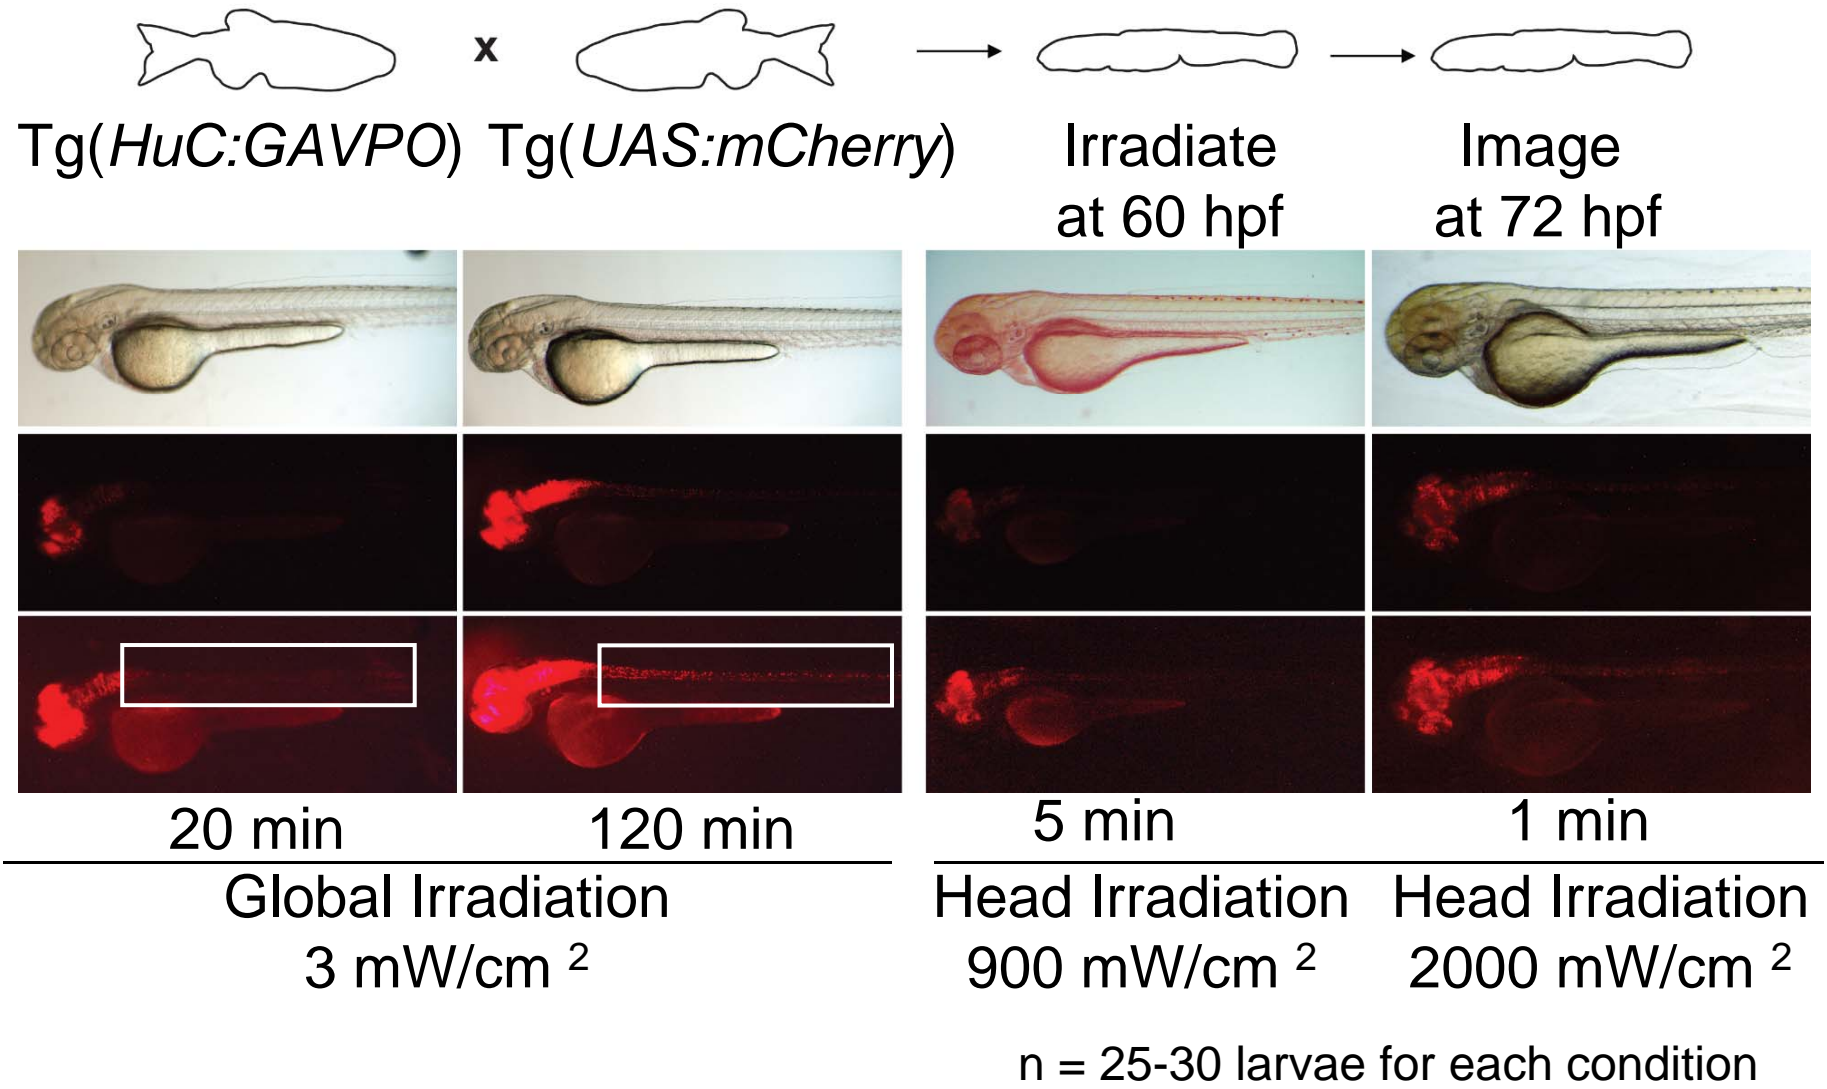 x
Tg(HuC:GAVPO) Tg(UAS:mCherry) Irradiate Image
at 60 hpf at 72 hpf
20 min 120 min 5 min 1 min
Global Irradiation Head Irradiation Head Irradiation
3 mW/cm 2 900 mW/cm 2 2000 mW/cm 2
n = 25-30 larvae for each condition